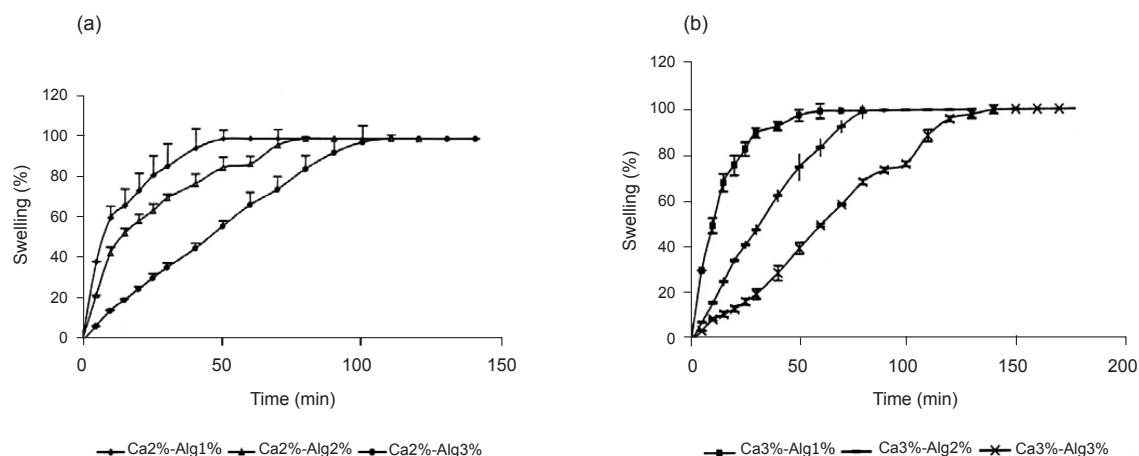 (a)
Swelling (%)
120
100
80
60
40
20
0
0 50 100 150
Time (min)
Ca2%-Alg1% Ca2%-Alg2% Ca2%-Alg3%
(b)
Swelling (%)
120
100
80
60
40
20
0
0 50 100 150 200
Time (min)
Ca3%-Alg1% Ca3%-Alg2% Ca3%-Alg3%